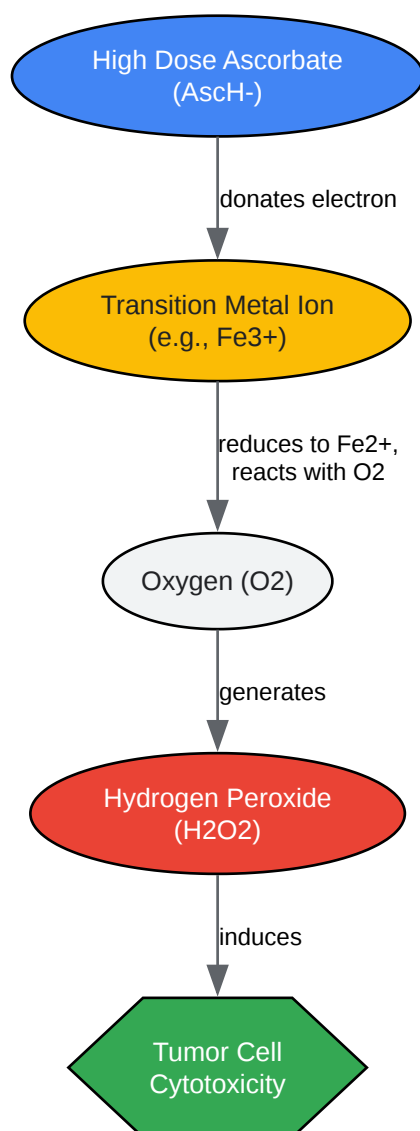 High Dose Ascorbate
(AscH-)
donates electron
Transition Metal Ion
(e.g., Fe3+)
reduces to Fe2+,
reacts with O2
Oxygen (O2)
generates
Hydrogen Peroxide
(H2O2)
induces
Tumor Cell
Cytotoxicity